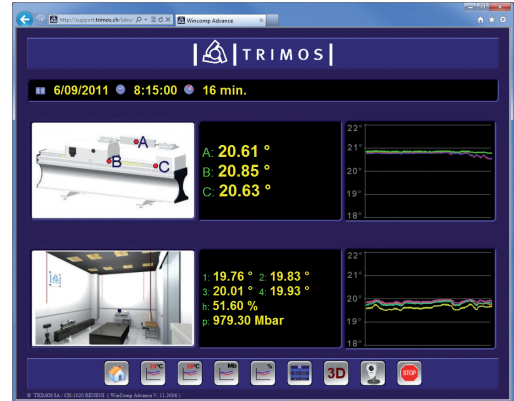 http://support.trimos.ch/labo/
Wincomp Advance
TRIMOS
6/09/2011 8:15:00 16 min.
A
B
C
A: 20.61 °
B: 20.85 °
C: 20.63 °
22°
21°
20°
19°
18°
1: 19.76 ° 2: 19.83 °
3: 20.01 ° 4: 19.93 °
h: 51.60 %
p: 979.30 Mbar
22°
21°
20°
19°
18°
Mb
%
3D
STOP
© TRIMOS SA - CH-1020 RENENS ( WinComp Advance V: 11.2006 )